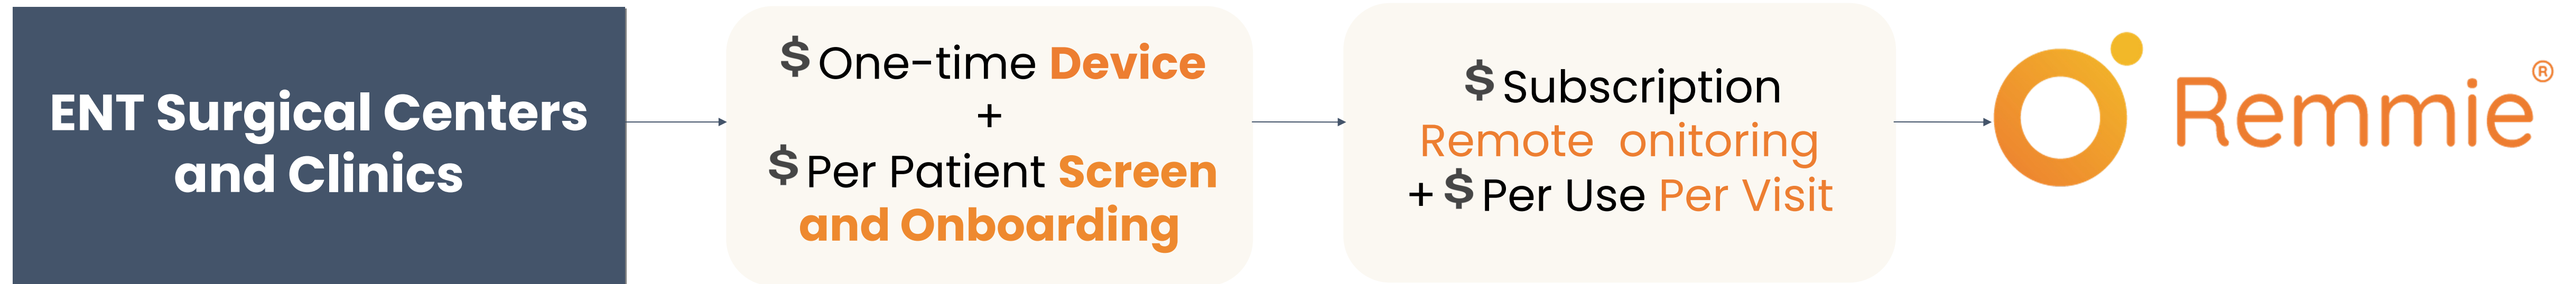 ENT Surgical Centers
and Clinics
$ One-time Device
+
$ Per Patient Screen
and Onboarding
$ Subscription
Remote  onitoring
+ $ Per Use Per Visit
Remmie®